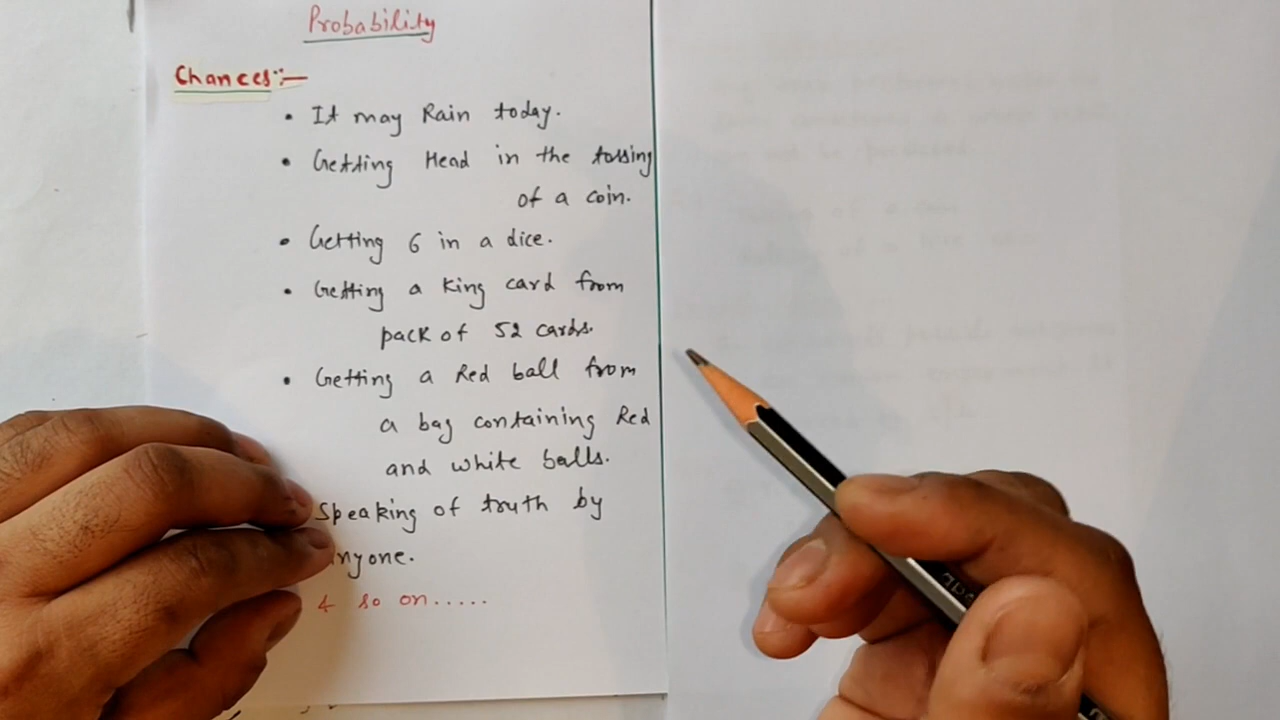 Probability
Chances:-
• It may Rain today.
• Getting Head in the tossing
of a coin.
• Getting 6 in a dice.
• Getting a King card from
pack of 52 cards.
• Getting a Red ball from
a bag containing Red
and white balls.
Speaking of truth by
nyone.
& so on.....